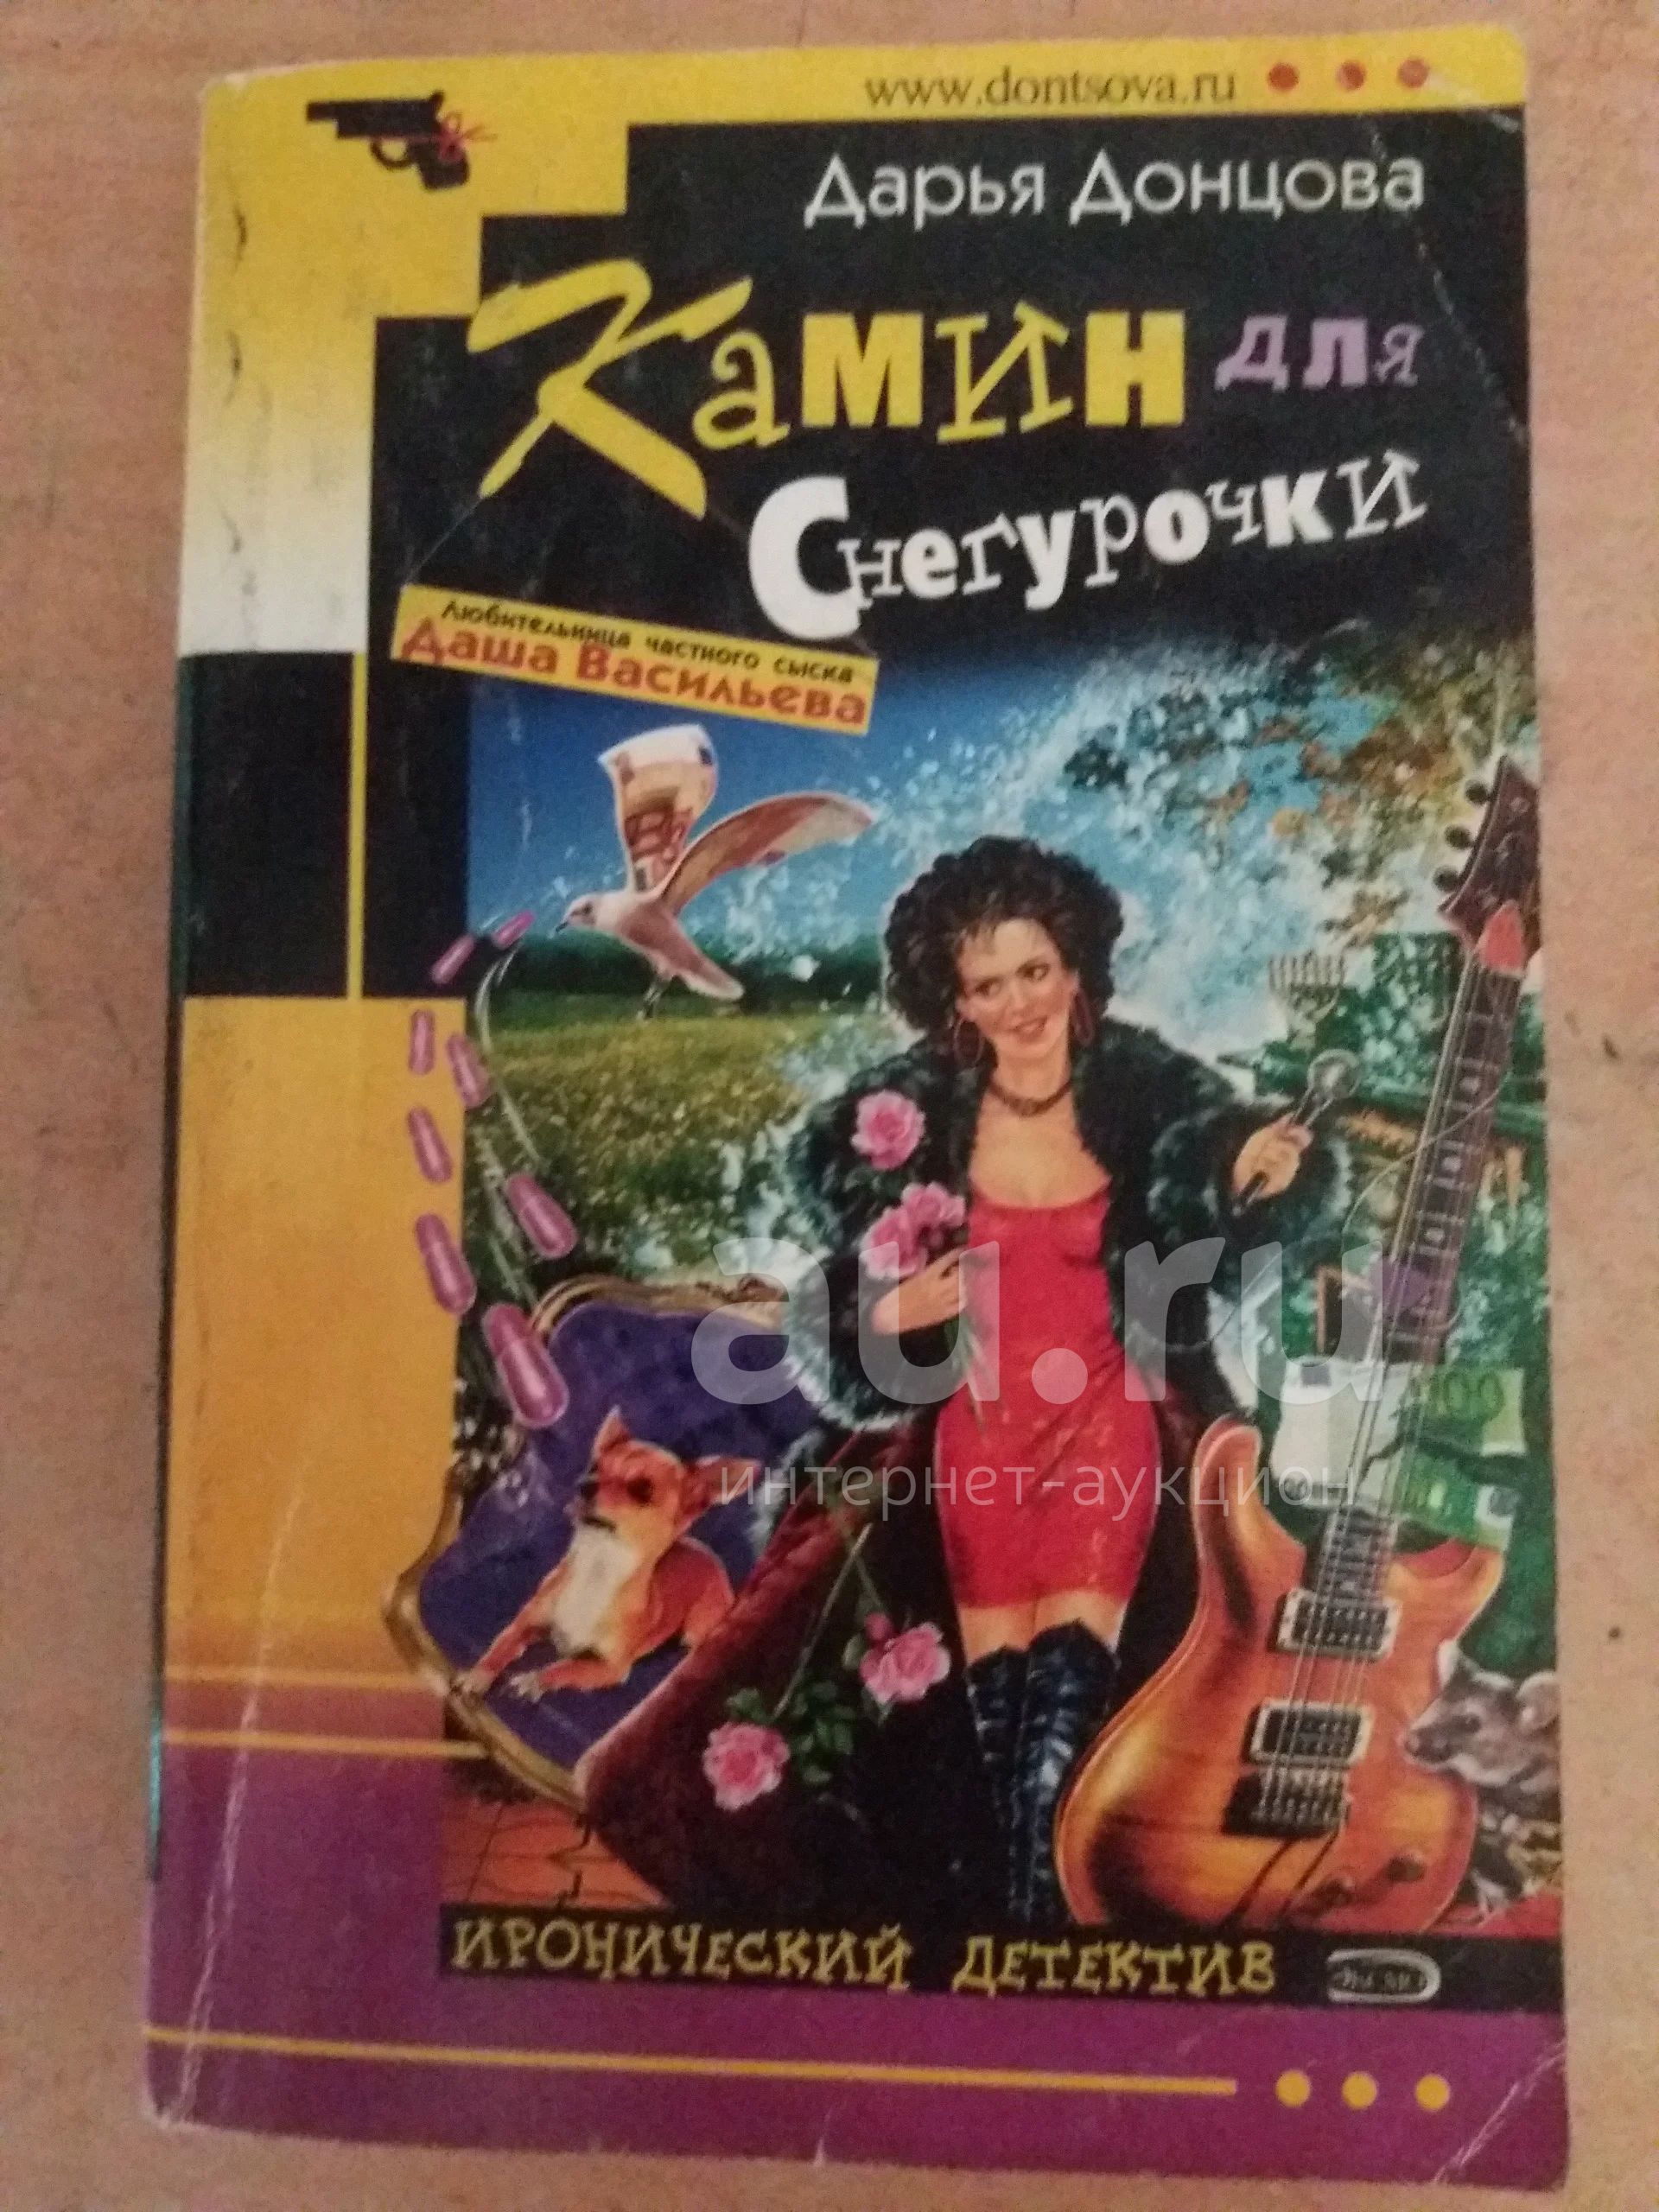 www.dontsova.ru
Дарья Донцова
Камин для
Снегурочки
Любительница частного сыска
Даша Васильева
au.ru
интернет-аукцион
100
ИРОНИЧЕСКИЙ ДЕТЕКТИВ